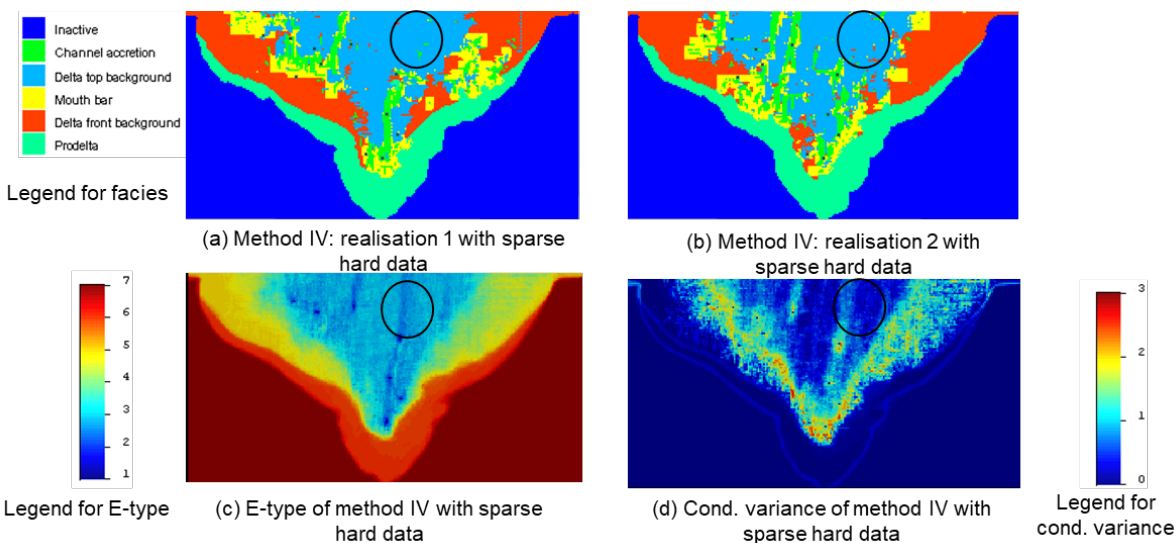 Inactive
Channel accretion
Delta top background
Mouth bar
Delta front background
Prodelta
Legend for facies
(a) Method IV: realisation 1 with sparse
hard data
(b) Method IV: realisation 2 with
sparse hard data
7
6
5
4
3
2
1
Legend for E-type
(c) E-type of method IV with sparse
hard data
(d) Cond. variance of method IV with
sparse hard data
3
2
1
0
Legend for
cond. variance